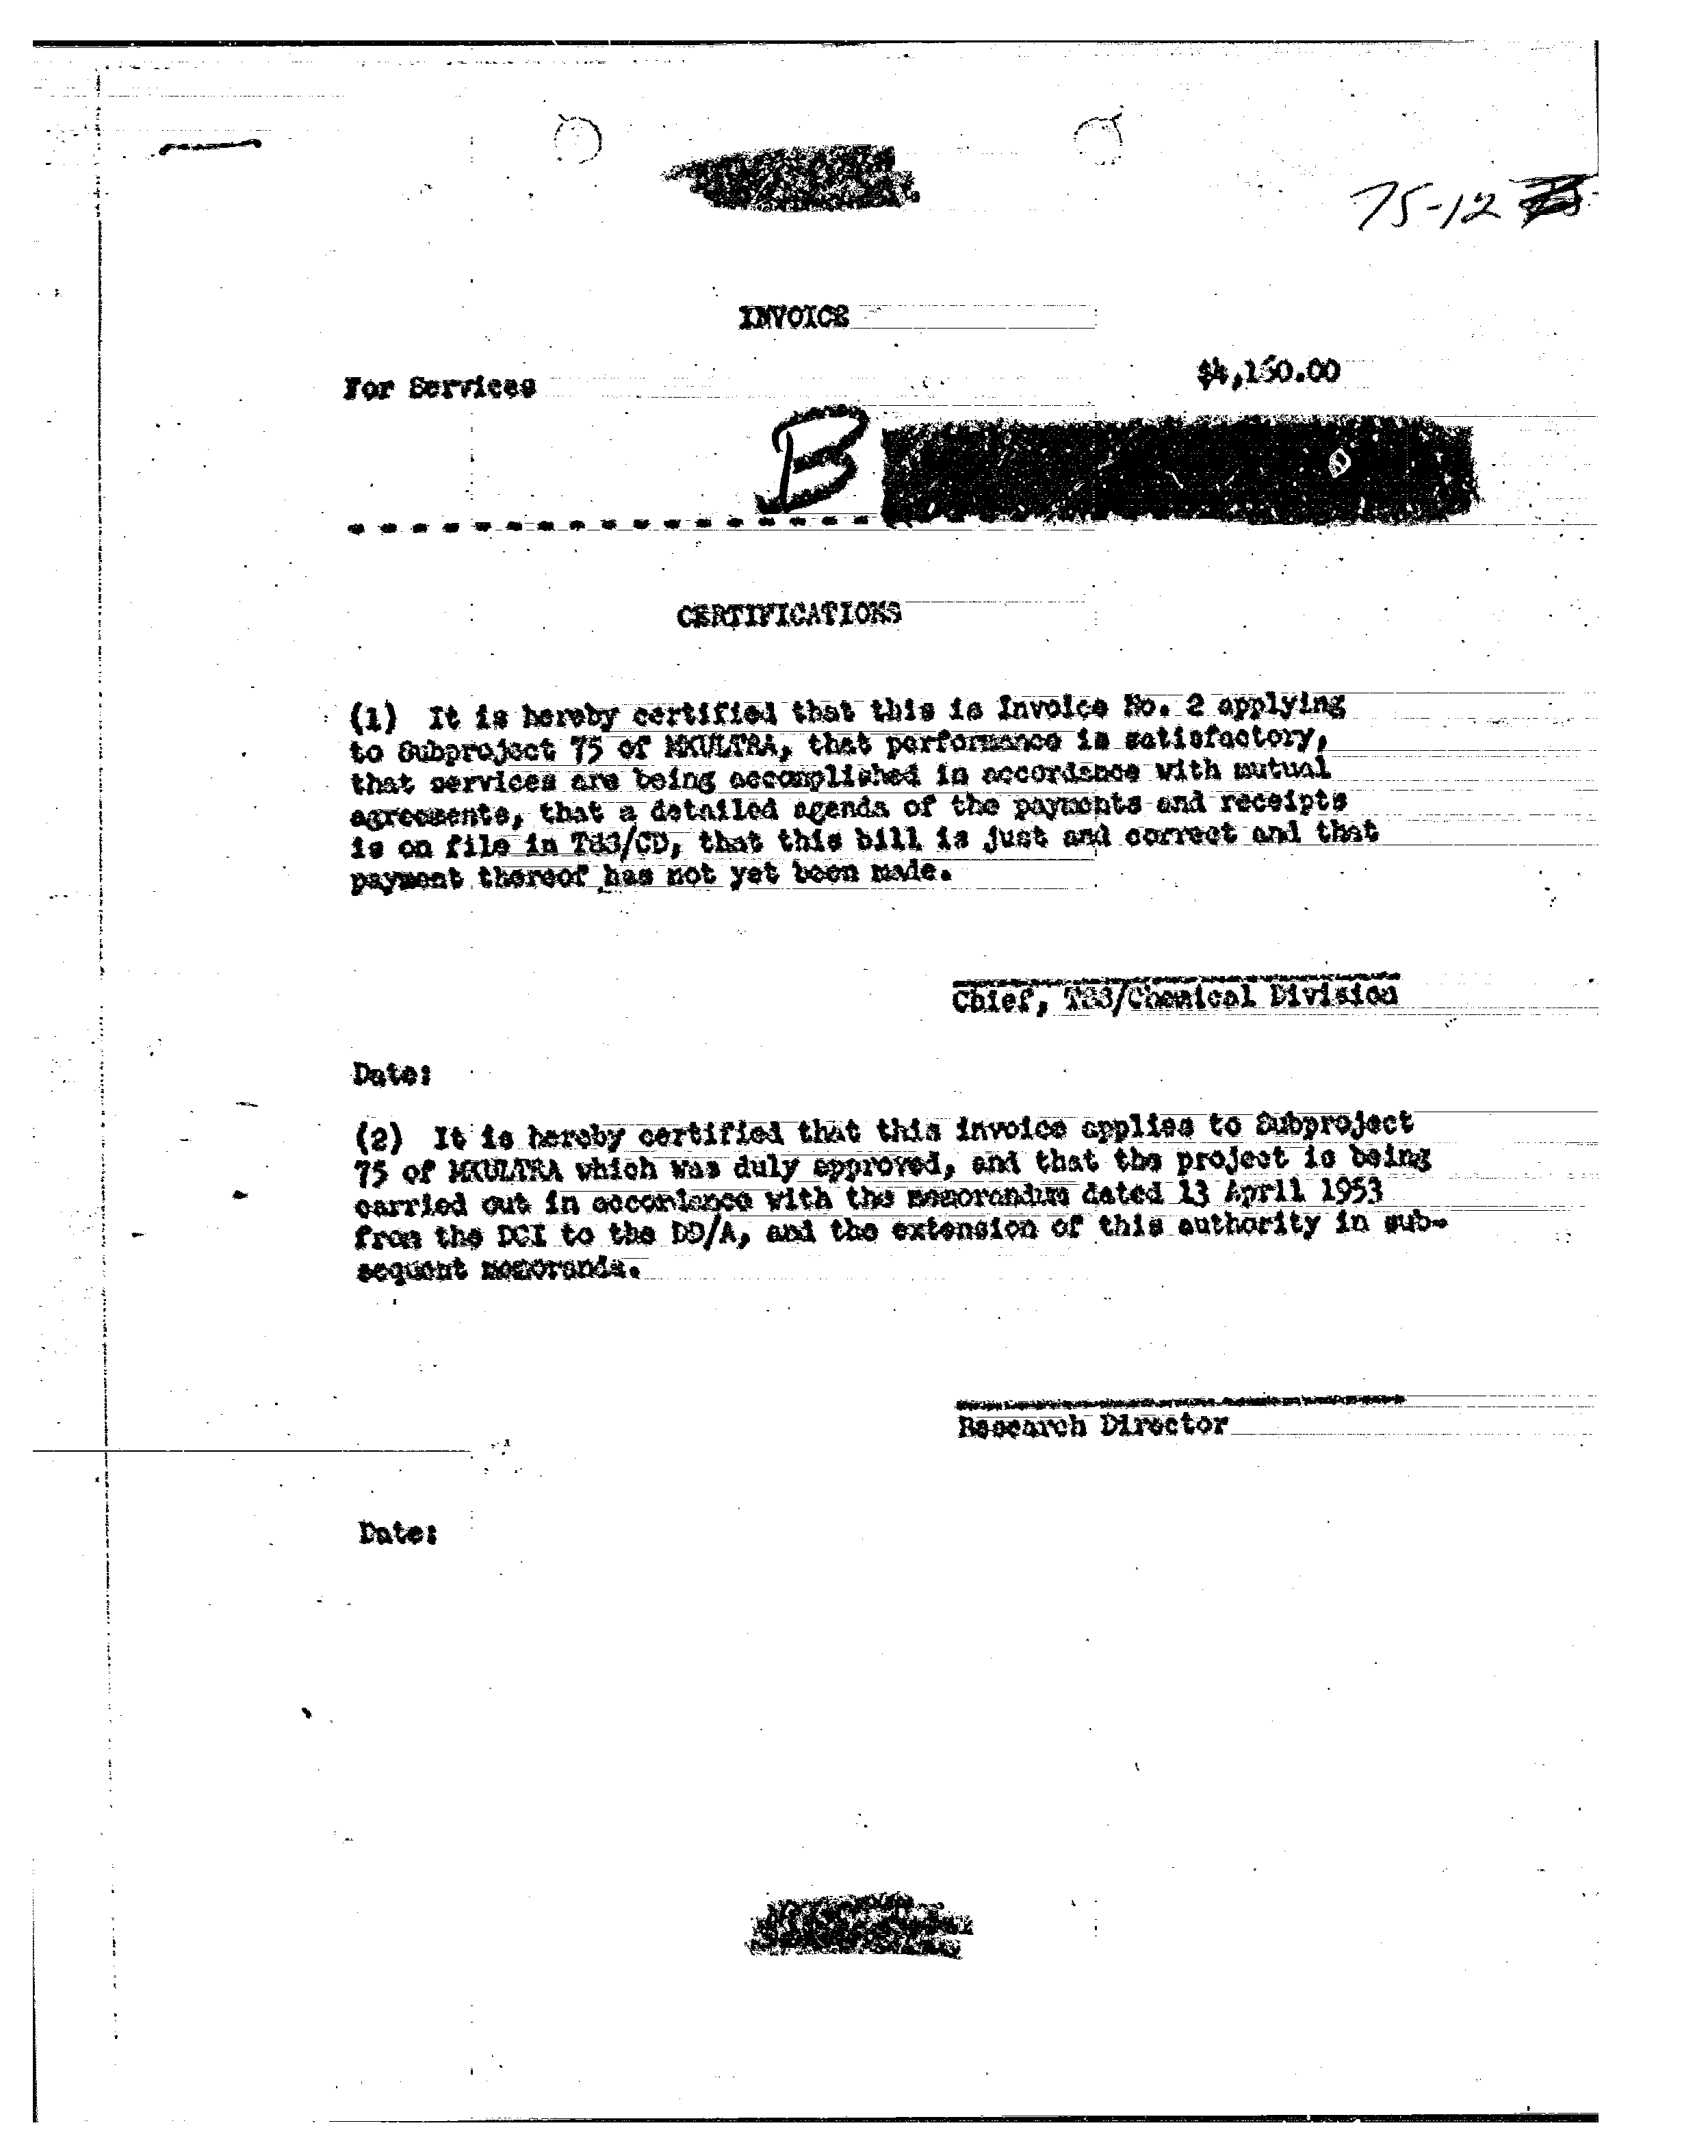 75-12
INVOICE
For Services
$4,150.00
B
CERTIFICATIONS
(1) It is hereby certified that this is Invoice No. 2 applying
to Subproject 75 of MKULTRA, that performance is satisfactory,
that services are being accomplished in accordance with mutual
agreements, that a detailed agenda of the payments and receipts
is on file in TSS/CD, that this bill is just and correct and that
payment thereof has not yet been made.
Chief, TSS/Chemical Division
Date:
(2) It is hereby certified that this invoice applies to Subproject
75 of MKULTRA which was duly approved, and that the project is being
carried out in accordance with the memorandum dated 13 April 1953
from the DCI to the DD/A, and the extension of this authority in sub-
sequent memoranda.
Research Director
Date: